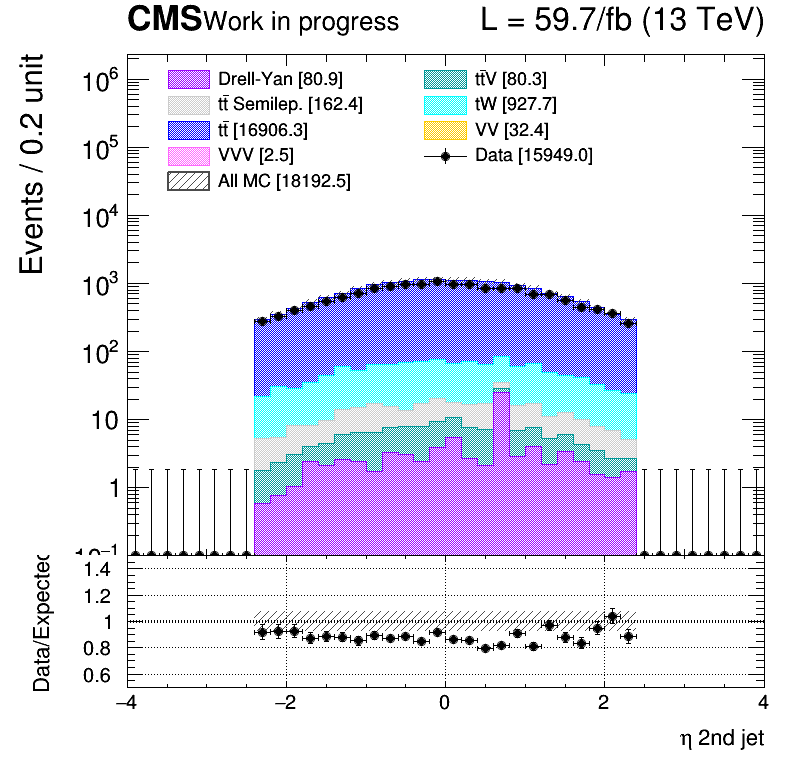 CMS Work in progress L = 59.7/fb (13 TeV)
Events / 0.2 unit
Drell-Yan [80.9]
tt̄V [80.3]
tt̄ Semilep. [162.4]
tW [927.7]
tt̄ [16906.3]
VV [32.4]
VVV [2.5]
Data [15949.0]
All MC [18192.5]
10⁶
10⁵
10⁴
10³
10²
10
1
10⁻¹
Data/Expected
1.4
1.2
1
0.8
0.6
−4 −2 0 2 4
η 2nd jet